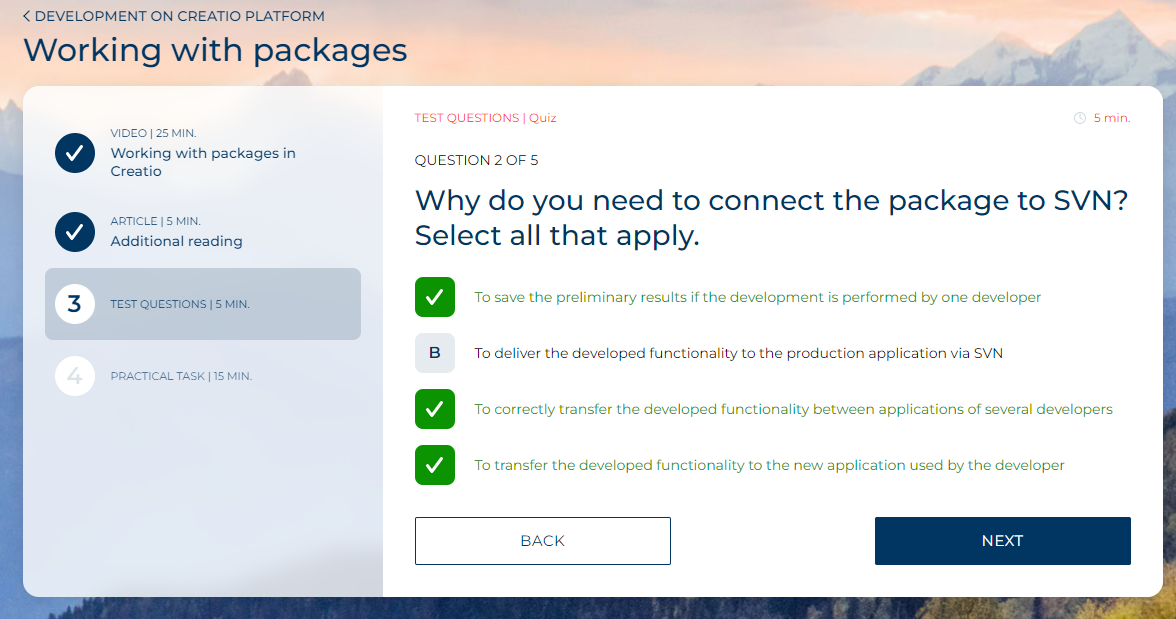 DEVELOPMENT ON CREATIO PLATFORM
Working with packages
VIDEO | 25 MIN.
Working with packages in
Creatio
ARTICLE | 5 MIN.
Additional reading
3
TEST QUESTIONS | 5 MIN.
4
PRACTICAL TASK | 15 MIN.
TEST QUESTIONS | Quiz
5 min.
QUESTION 2 OF 5
Why do you need to connect the package to SVN?
Select all that apply.
To save the preliminary results if the development is performed by one developer
B
To deliver the developed functionality to the production application via SVN
To correctly transfer the developed functionality between applications of several developers
To transfer the developed functionality to the new application used by the developer
BACK
NEXT